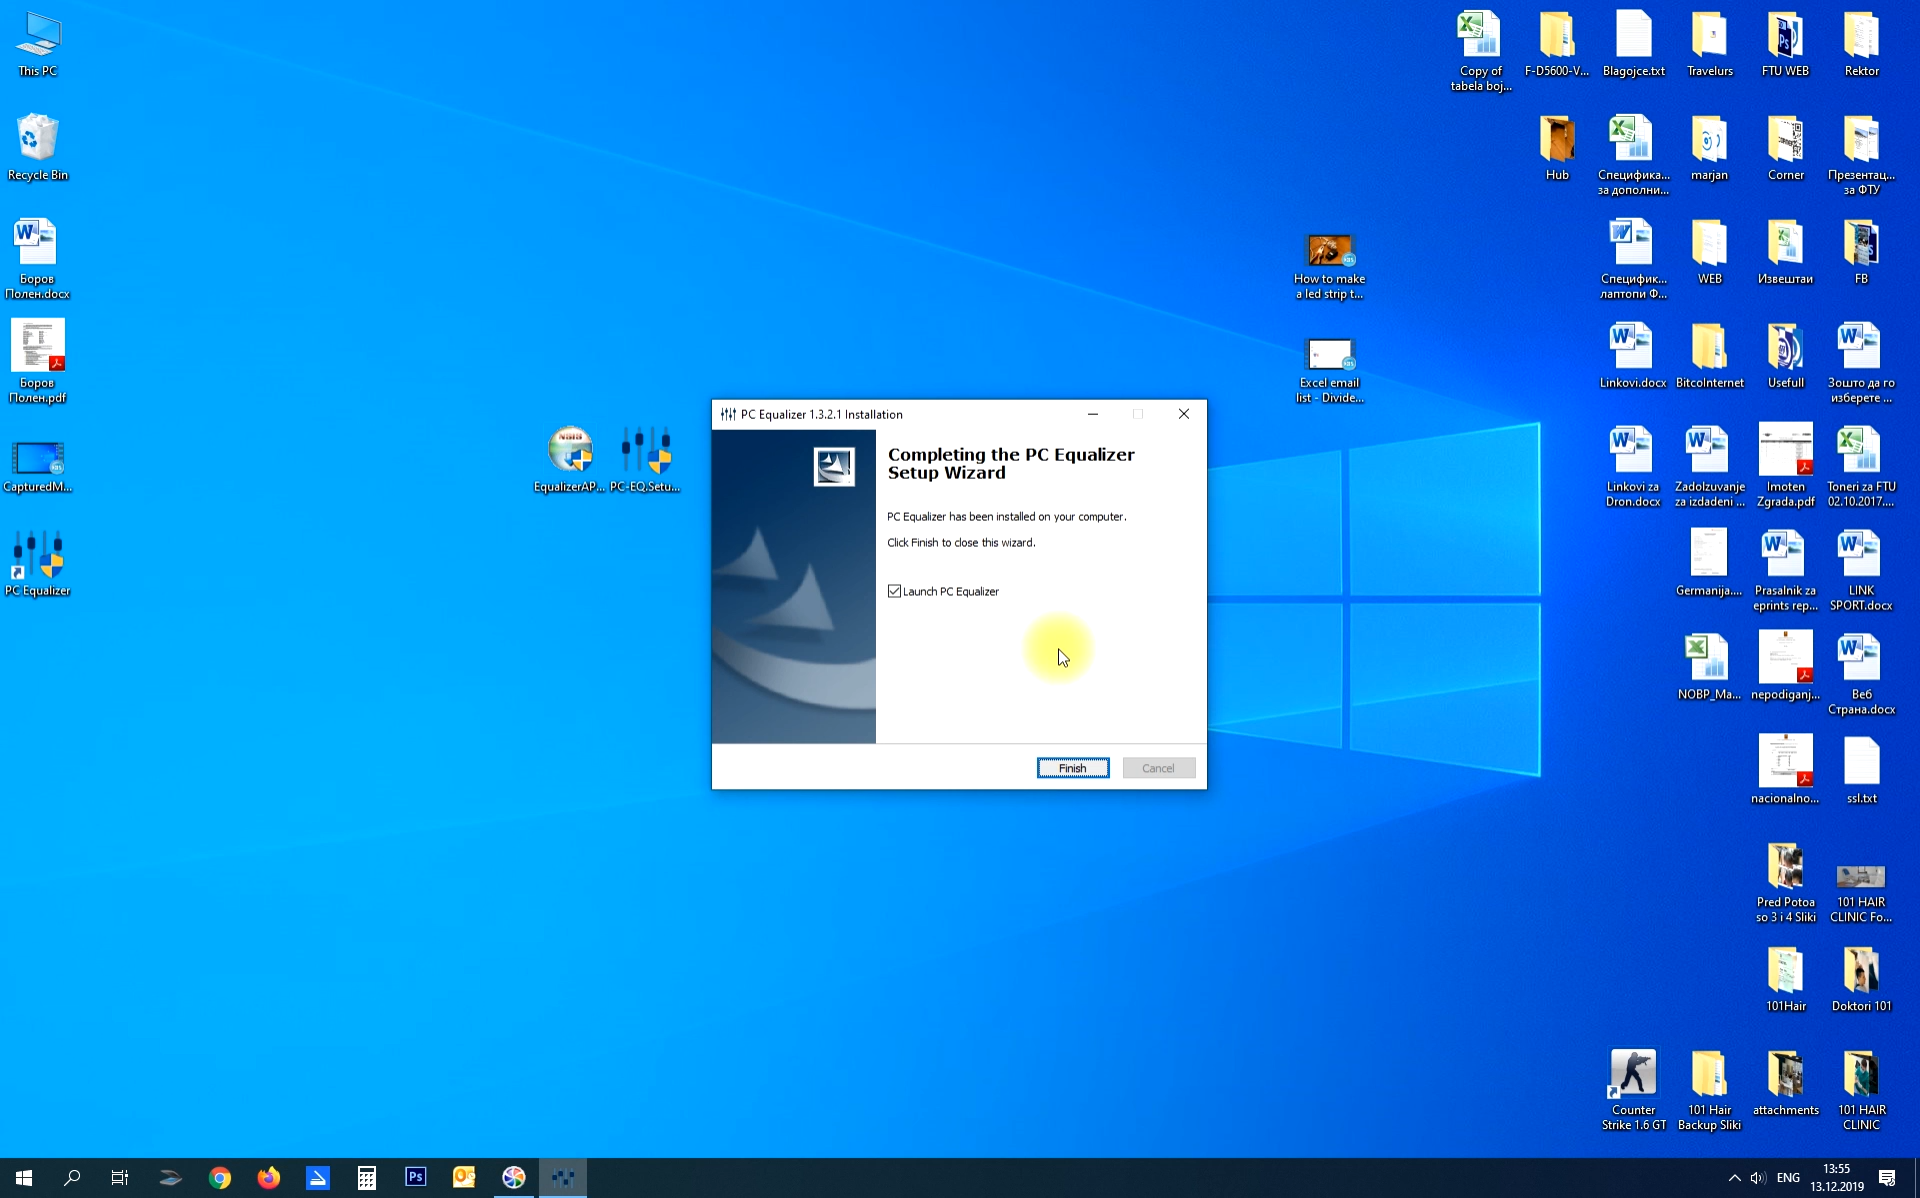 This PC
Recycle Bin
Боров
Полен.docx
Боров
Полен.pdf
CapturedM...
PC Equalizer
EqualizerAP...
PC-EQ.Setu...
PC Equalizer 1.3.2.1 Installation
Completing the PC Equalizer
Setup Wizard
PC Equalizer has been installed on your computer.
Click Finish to close this wizard.
Launch PC Equalizer
Finish
Cancel
How to make
a led strip t...
Excel email
list - Divide...
Copy of
tabela boj...
F-D5600-V...
Blagojce.txt
Travelurs
FTU WEB
Rektor
Hub
Специфика...
за дополни...
marjan
Corner
Презентац...
за ФТУ
Специфик...
лаптопи Ф...
WEB
Извештаи
FB
Linkovi.docx
BitcoInternet
Usefull
Зошто да го
изберете ...
Linkovi za
Dron.docx
Zadolzuvanje
za izdadeni ...
Imoten
Zgrada.pdf
Toneri za FTU
02.10.2017....
Germanija....
Prasalnik za
eprints rep...
LINK
SPORT.docx
NOBP_Ma...
nepodiganj...
Веб
Страна.docx
nacionalno...
ssl.txt
Pred Potoa
so 3 i 4 Sliki
101 HAIR
CLINIC Fo...
101Hair
Doktori 101
Counter
Strike 1.6 GT
101 Hair
Backup Sliki
attachments
101 HAIR
CLINIC
ENG
13:55
13.12.2019